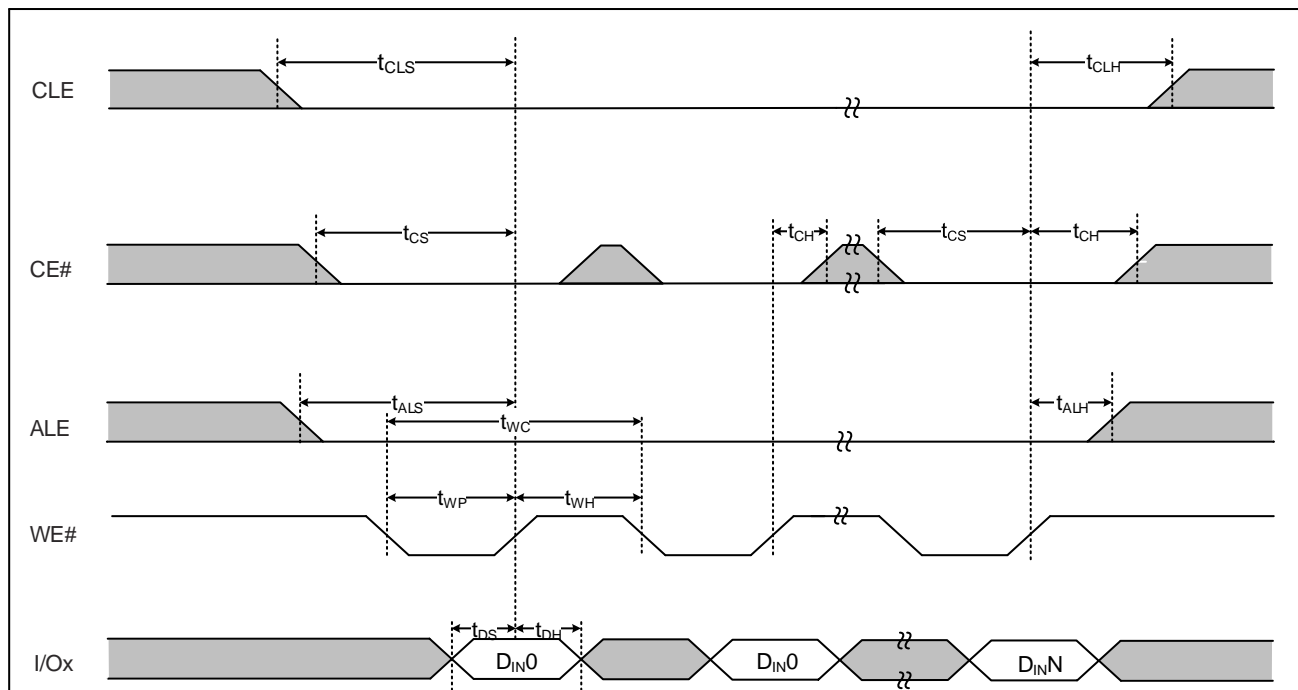 tCLS
tCLH
CLE
tCS
tCH
tCS
tCH
CE#
tALS
tWC
tALH
ALE
tWP
tWH
WE#
tDS
tDH
I/Ox
DIN0
DIN0
DINN